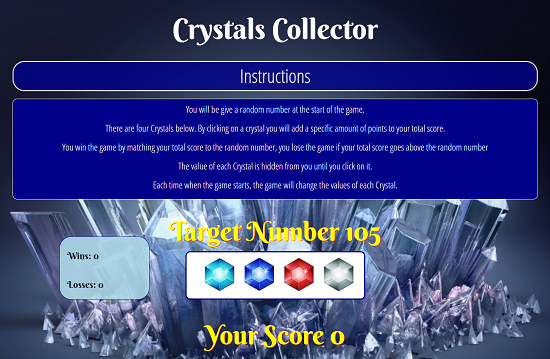 Crystals Collector
Instructions
You will be give a random number at the start of the game.
There are four Crystals below. By clicking on a crystal you will add a specific amount of points to your total score.
You win the game by matching your total score to the random number, you lose the game if your total score goes above the random number
The value of each Crystal is hidden from you until you click on it.
Each time when the game starts, the game will change the values of each Crystal.
Target Number 105
Wins: 0
Losses: 0
Your Score 0